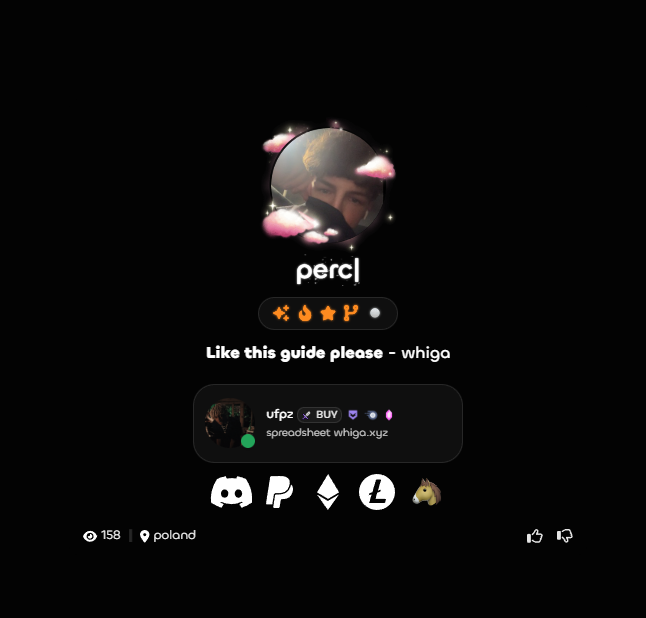 perc|
Like this guide please - whiga
ufpz BUY
spreadsheet whiga.xyz
158 | poland